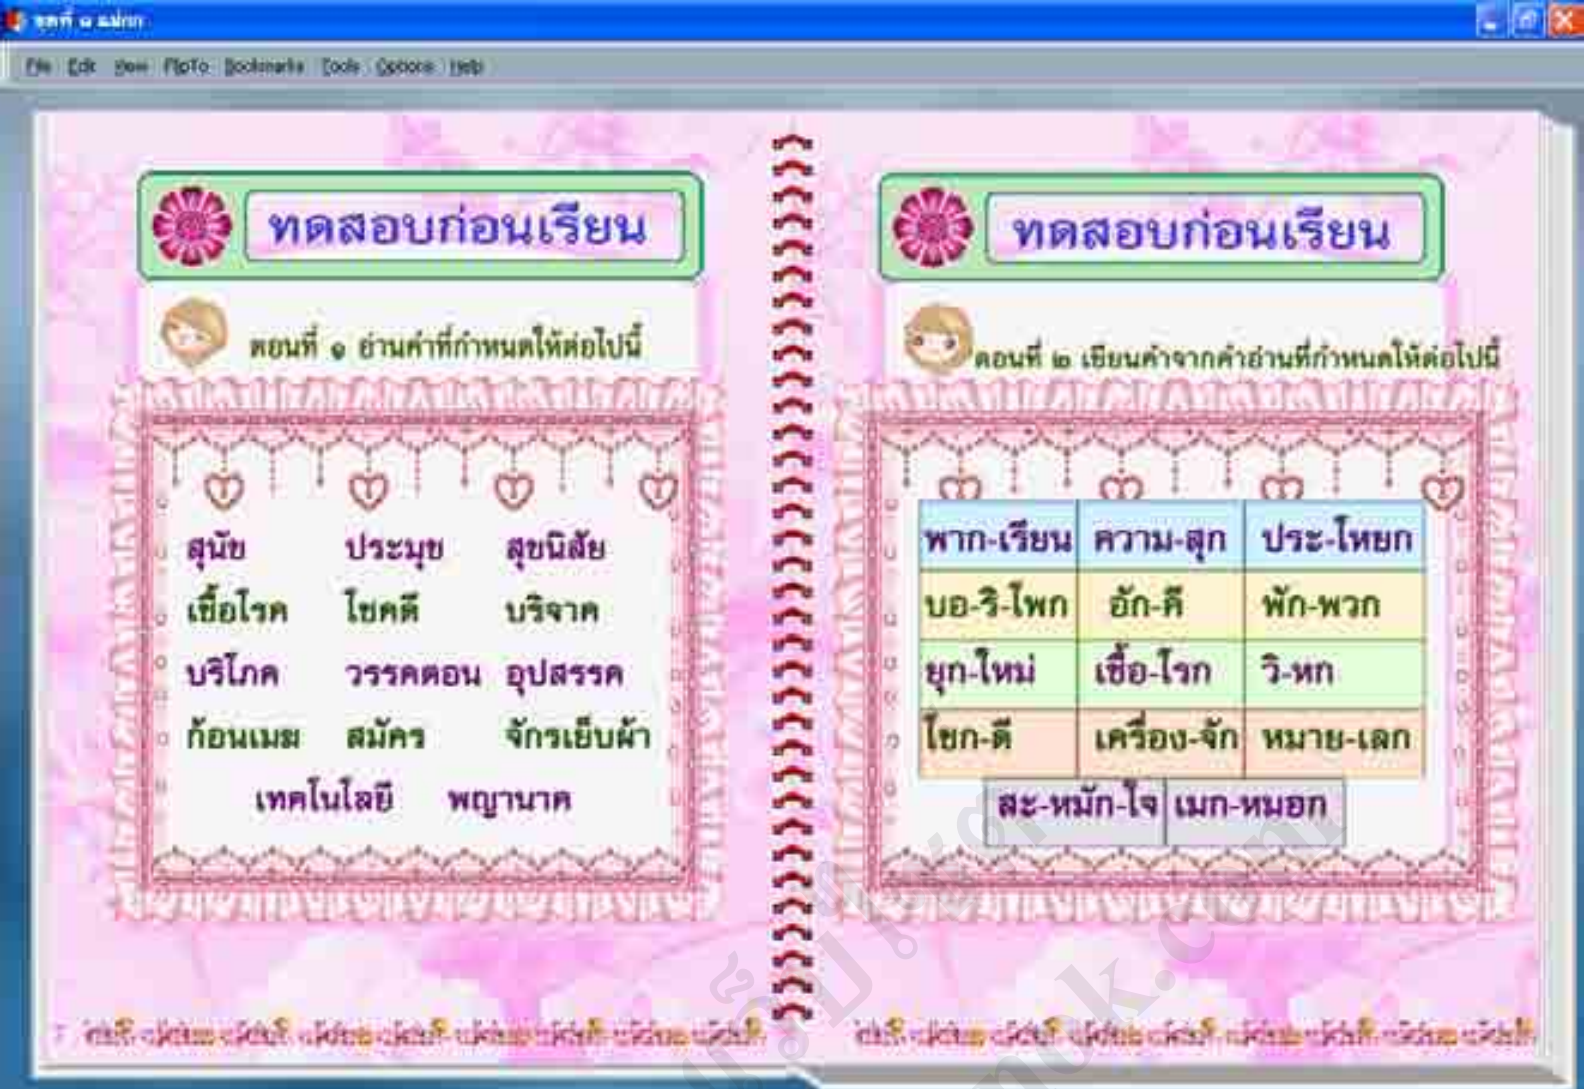 ชุดที่ ๑ แม่กก
File Edit View FlipTo Bookmarks Tools Options Help
ทดสอบก่อนเรียน
ตอนที่ ๑ อ่านคำที่กำหนดให้ต่อไปนี้
สุนัข ประมุข สุขนิสัย
เชื้อโรค โชคดี บริจาค
บริโภค วรรคตอน อุปสรรค
ก้อนเมฆ สมัคร จักรเย็บผ้า
เทคโนโลยี พญานาค
ทดสอบก่อนเรียน
ตอนที่ ๒ เขียนคำจากคำอ่านที่กำหนดให้ต่อไปนี้
พาก-เรียน ความ-สุก ประ-โหยก
บอ-ริ-โพก อัก-คี พัก-พวก
ยุก-ใหม่ เชื้อ-โรก วิ-หก
โชก-ดี เครื่อง-จัก หมาย-เลก
สะ-หมัก-ใจ เมก-หมอก